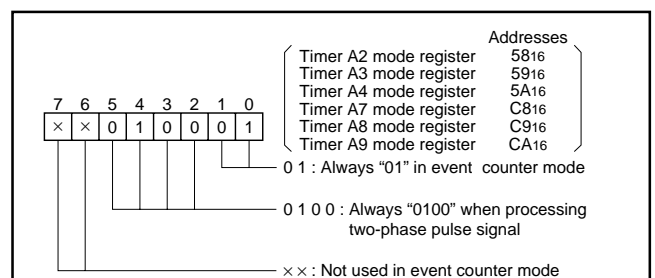 Addresses
Timer A2 mode register 5816
Timer A3 mode register 5916
Timer A4 mode register 5A16
Timer A7 mode register C816
Timer A8 mode register C916
Timer A9 mode register CA16
7 6 5 4 3 2 1 0
× × 0 1 0 0 0 1
0 1 : Always “01” in event counter mode
0 1 0 0 : Always “0100” when processing
two-phase pulse signal
×× : Not used in event counter mode